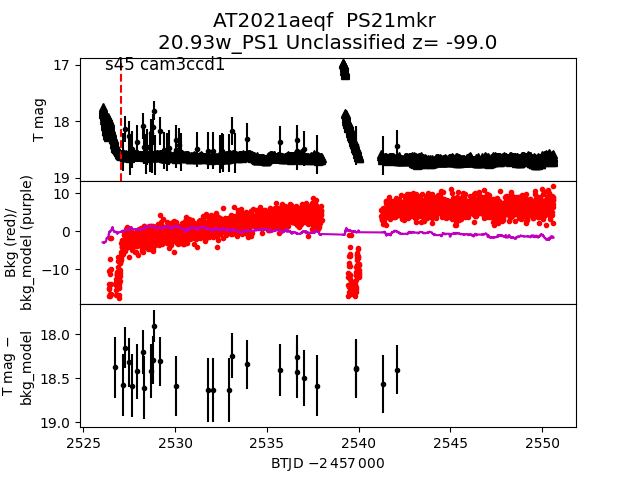 AT2021aeqf  PS21mkr
20.93w_PS1 Unclassified z= -99.0
s45 cam3ccd1
17
18
19
T mag
10
0
−10
Bkg (red)/
bkg_model (purple)
18.0
18.5
19.0
T mag −
bkg_model
2525 2530 2535 2540 2545 2550
BTJD −2 457 000